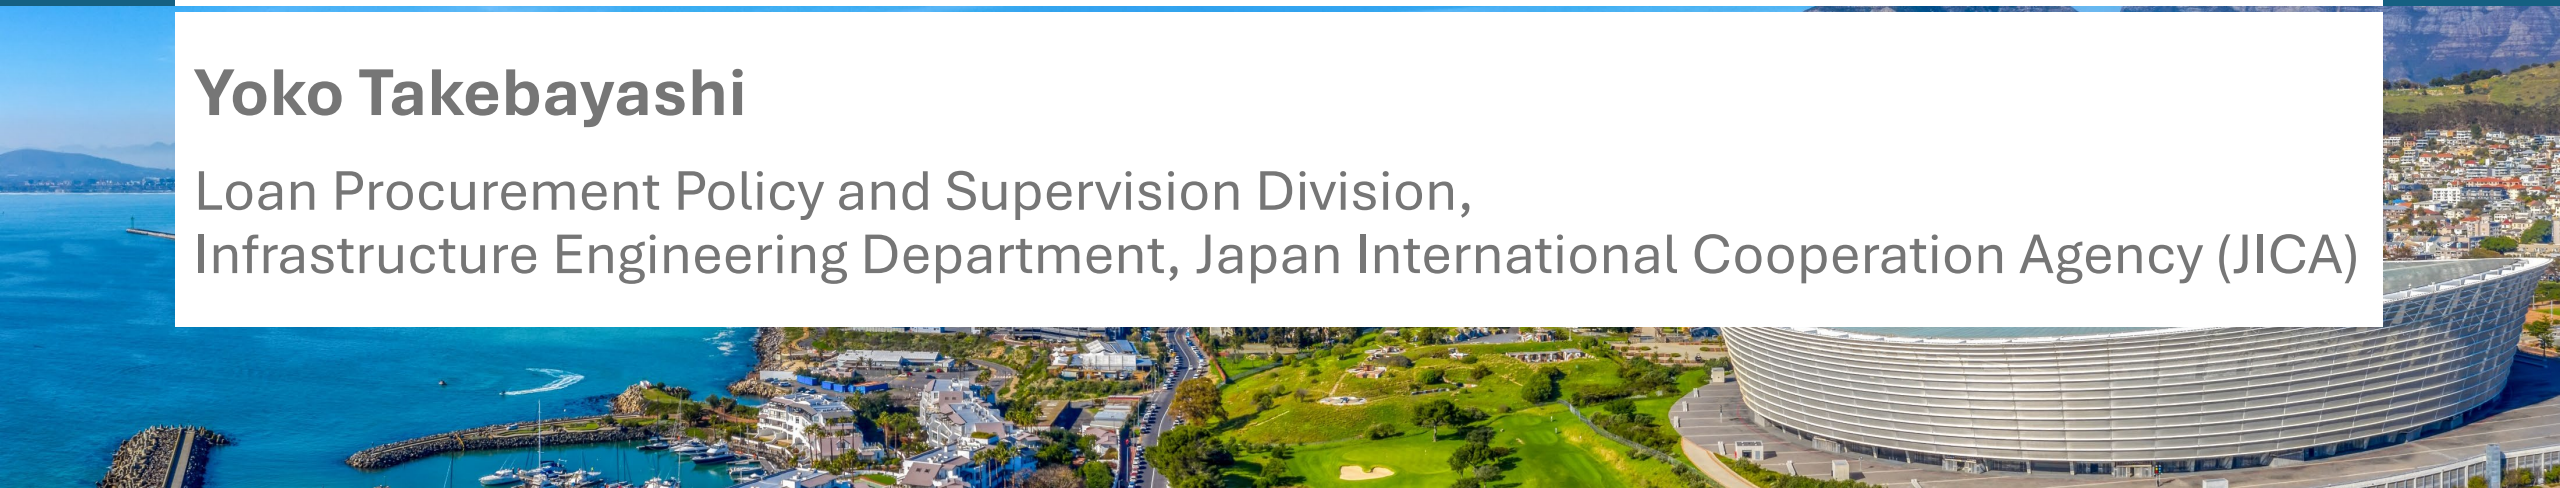 Yoko Takebayashi
Loan Procurement Policy and Supervision Division,
Infrastructure Engineering Department, Japan International Cooperation Agency (JICA)